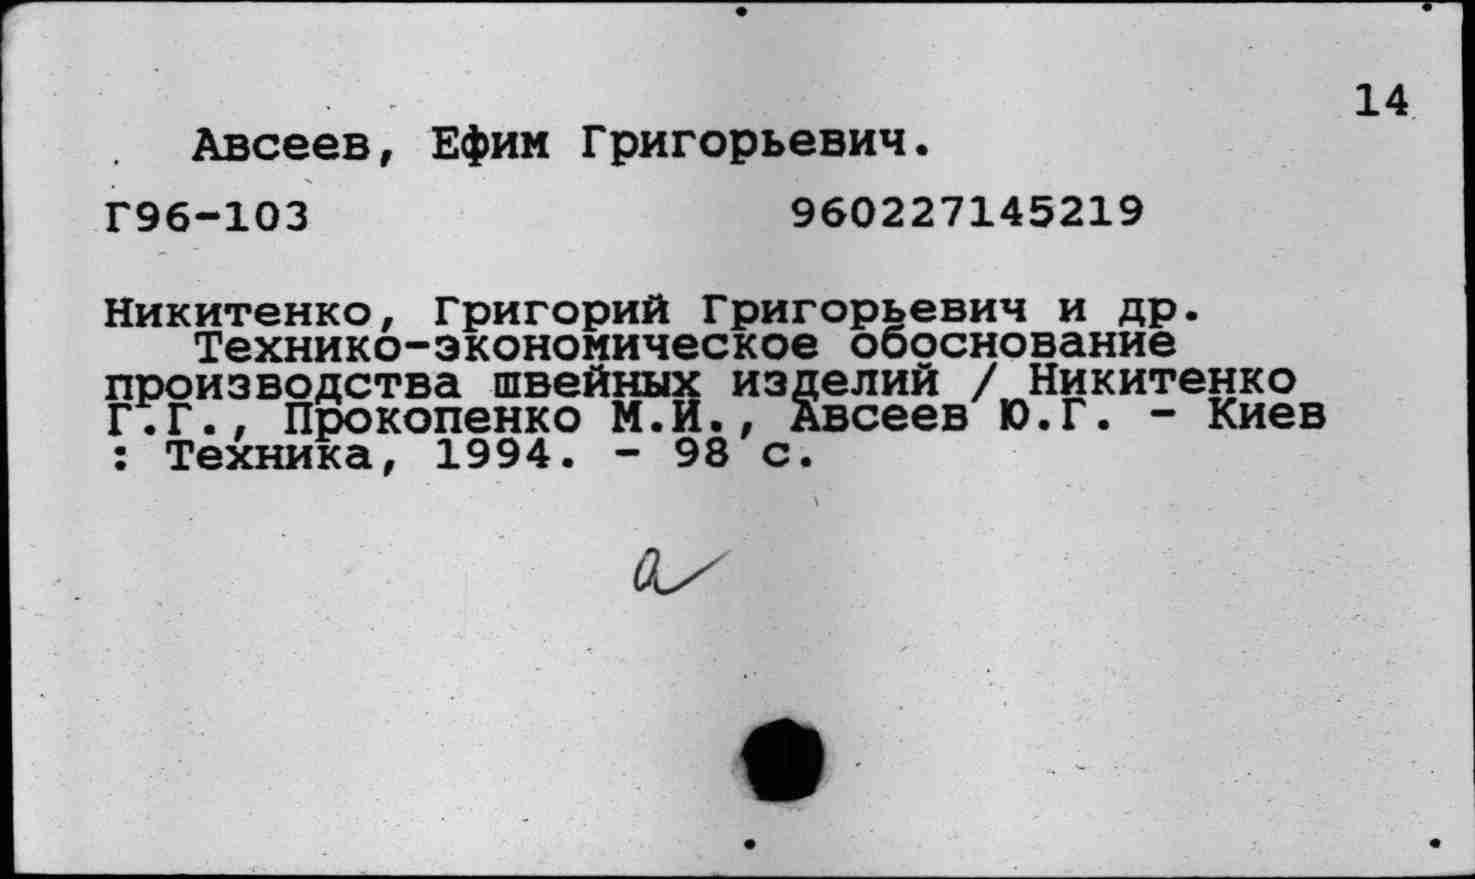 14
Авсеев, Ефим Григорьевич.
Г96-103 960227145219
Никитенко, Григорий Григорьевич и др.
Технико-экономическое обоснование
производства швейных изделий / Никитенко
Г.Г., Прокопенко М.И., Авсеев Ю.Г. - Киев
: Техника, 1994. - 98 с.
а